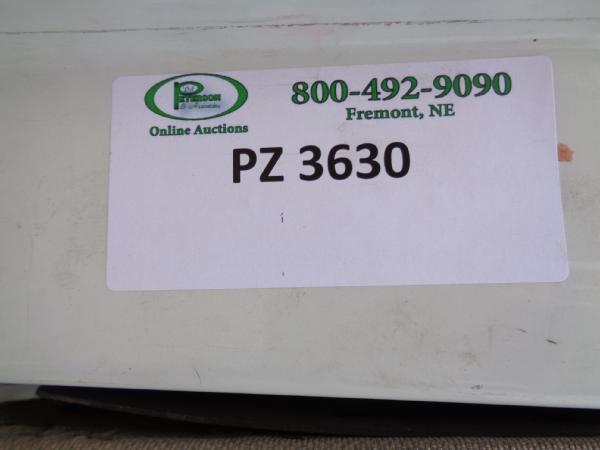 PETERSON
Online Auctions
800-492-9090
Fremont, NE
PZ 3630